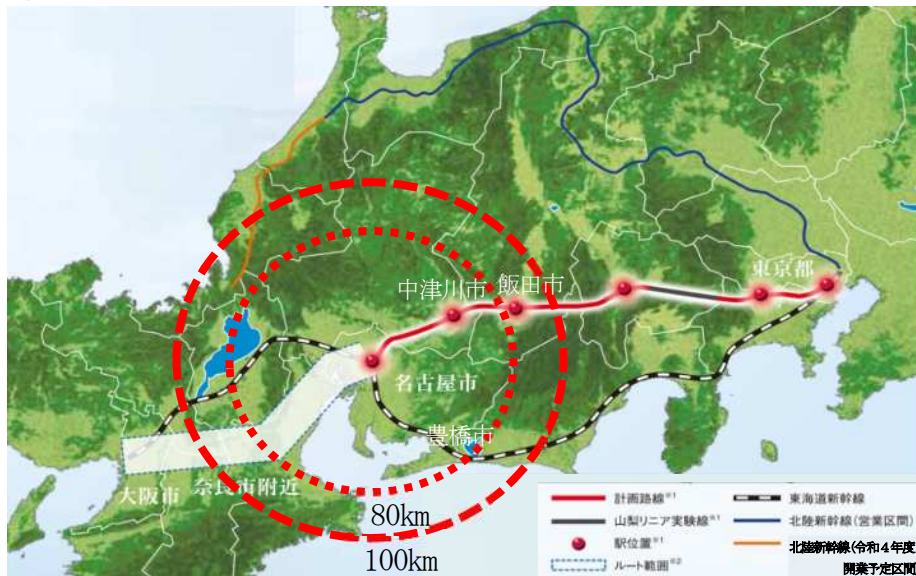 中津川市
飯田市
東京都
名古屋市
豊橋市
大阪市
奈良市附近
80km
100km
計画路線※1
東海道新幹線
山梨リニア実験線※1
北陸新幹線(営業区間)
駅位置※1
北陸新幹線(令和4年度
開業予定区間
ルート範囲※2